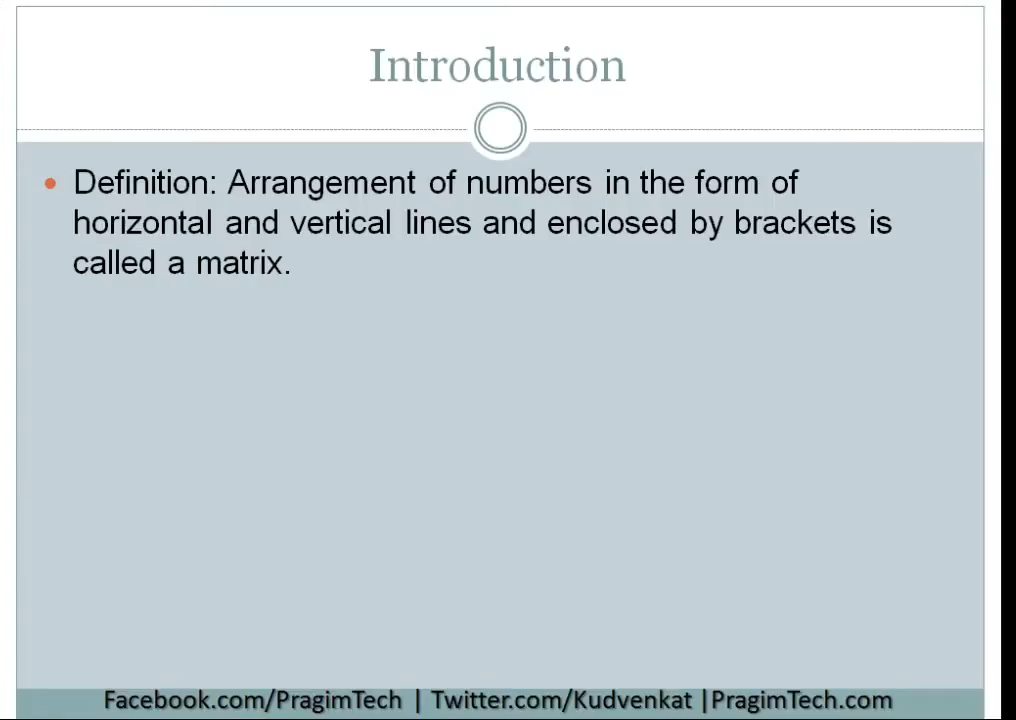 Introduction
• Definition: Arrangement of numbers in the form of
horizontal and vertical lines and enclosed by brackets is
called a matrix.
Facebook.com/PragimTech | Twitter.com/Kudvenkat |PragimTech.com